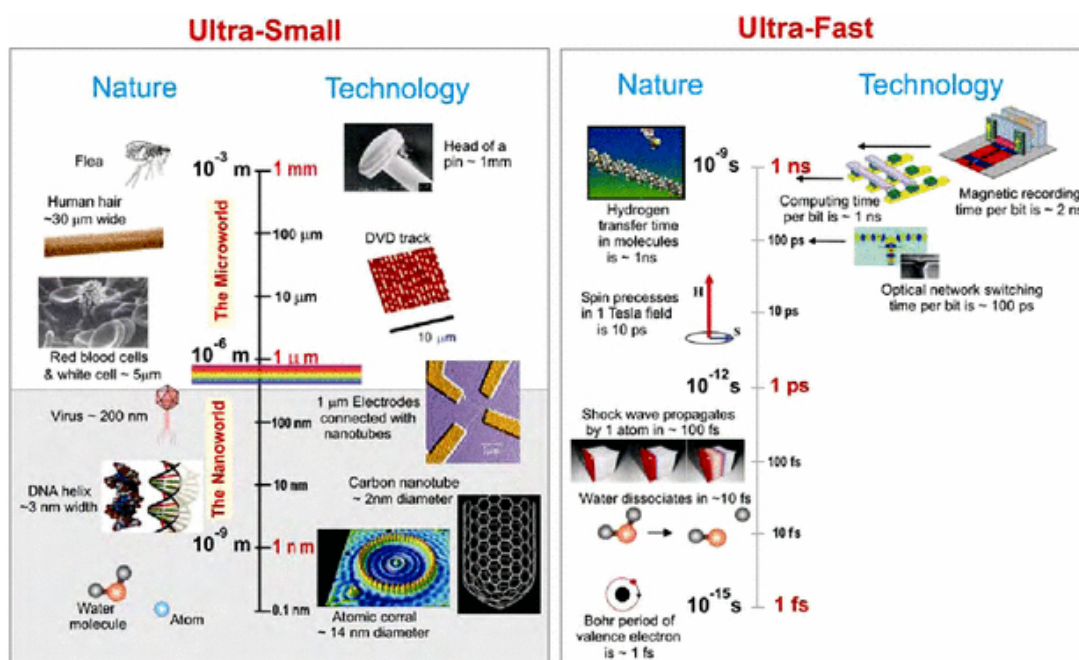 Ultra-Small
Nature
Technology
Flea
10⁻³ m
1 mm
Head of a
pin ~ 1mm
Human hair
~30 μm wide
The Microworld
100 μm
DVD track
10 μm
10 μm
Red blood cells
& white cell ~ 5μm
10⁻⁶ m
1 μm
Virus ~ 200 nm
The Nanoworld
100 nm
1 μm Electrodes
connected with
nanotubes
DNA helix
~3 nm width
10 nm
Carbon nanotube
~ 2nm diameter
10⁻⁹ m
1 nm
Water
molecule
Atom
0.1 nm
Atomic corral
~ 14 nm diameter
Ultra-Fast
Nature
Technology
10⁻⁹ s
1 ns
Hydrogen
transfer time
in molecules
is ~ 1ns
Computing time
per bit is ~ 1 ns
Magnetic recording
time per bit is ~ 2 ns
100 ps
Optical network switching
time per bit is ~ 100 ps
Spin precesses
in 1 Tesla field
is 10 ps
H
S
10 ps
10⁻¹² s
1 ps
Shock wave propagates
by 1 atom in ~ 100 fs
100 fs
Water dissociates in ~10 fs
10 fs
10⁻¹⁵ s
1 fs
Bohr period of
valence electron
is ~ 1 fs